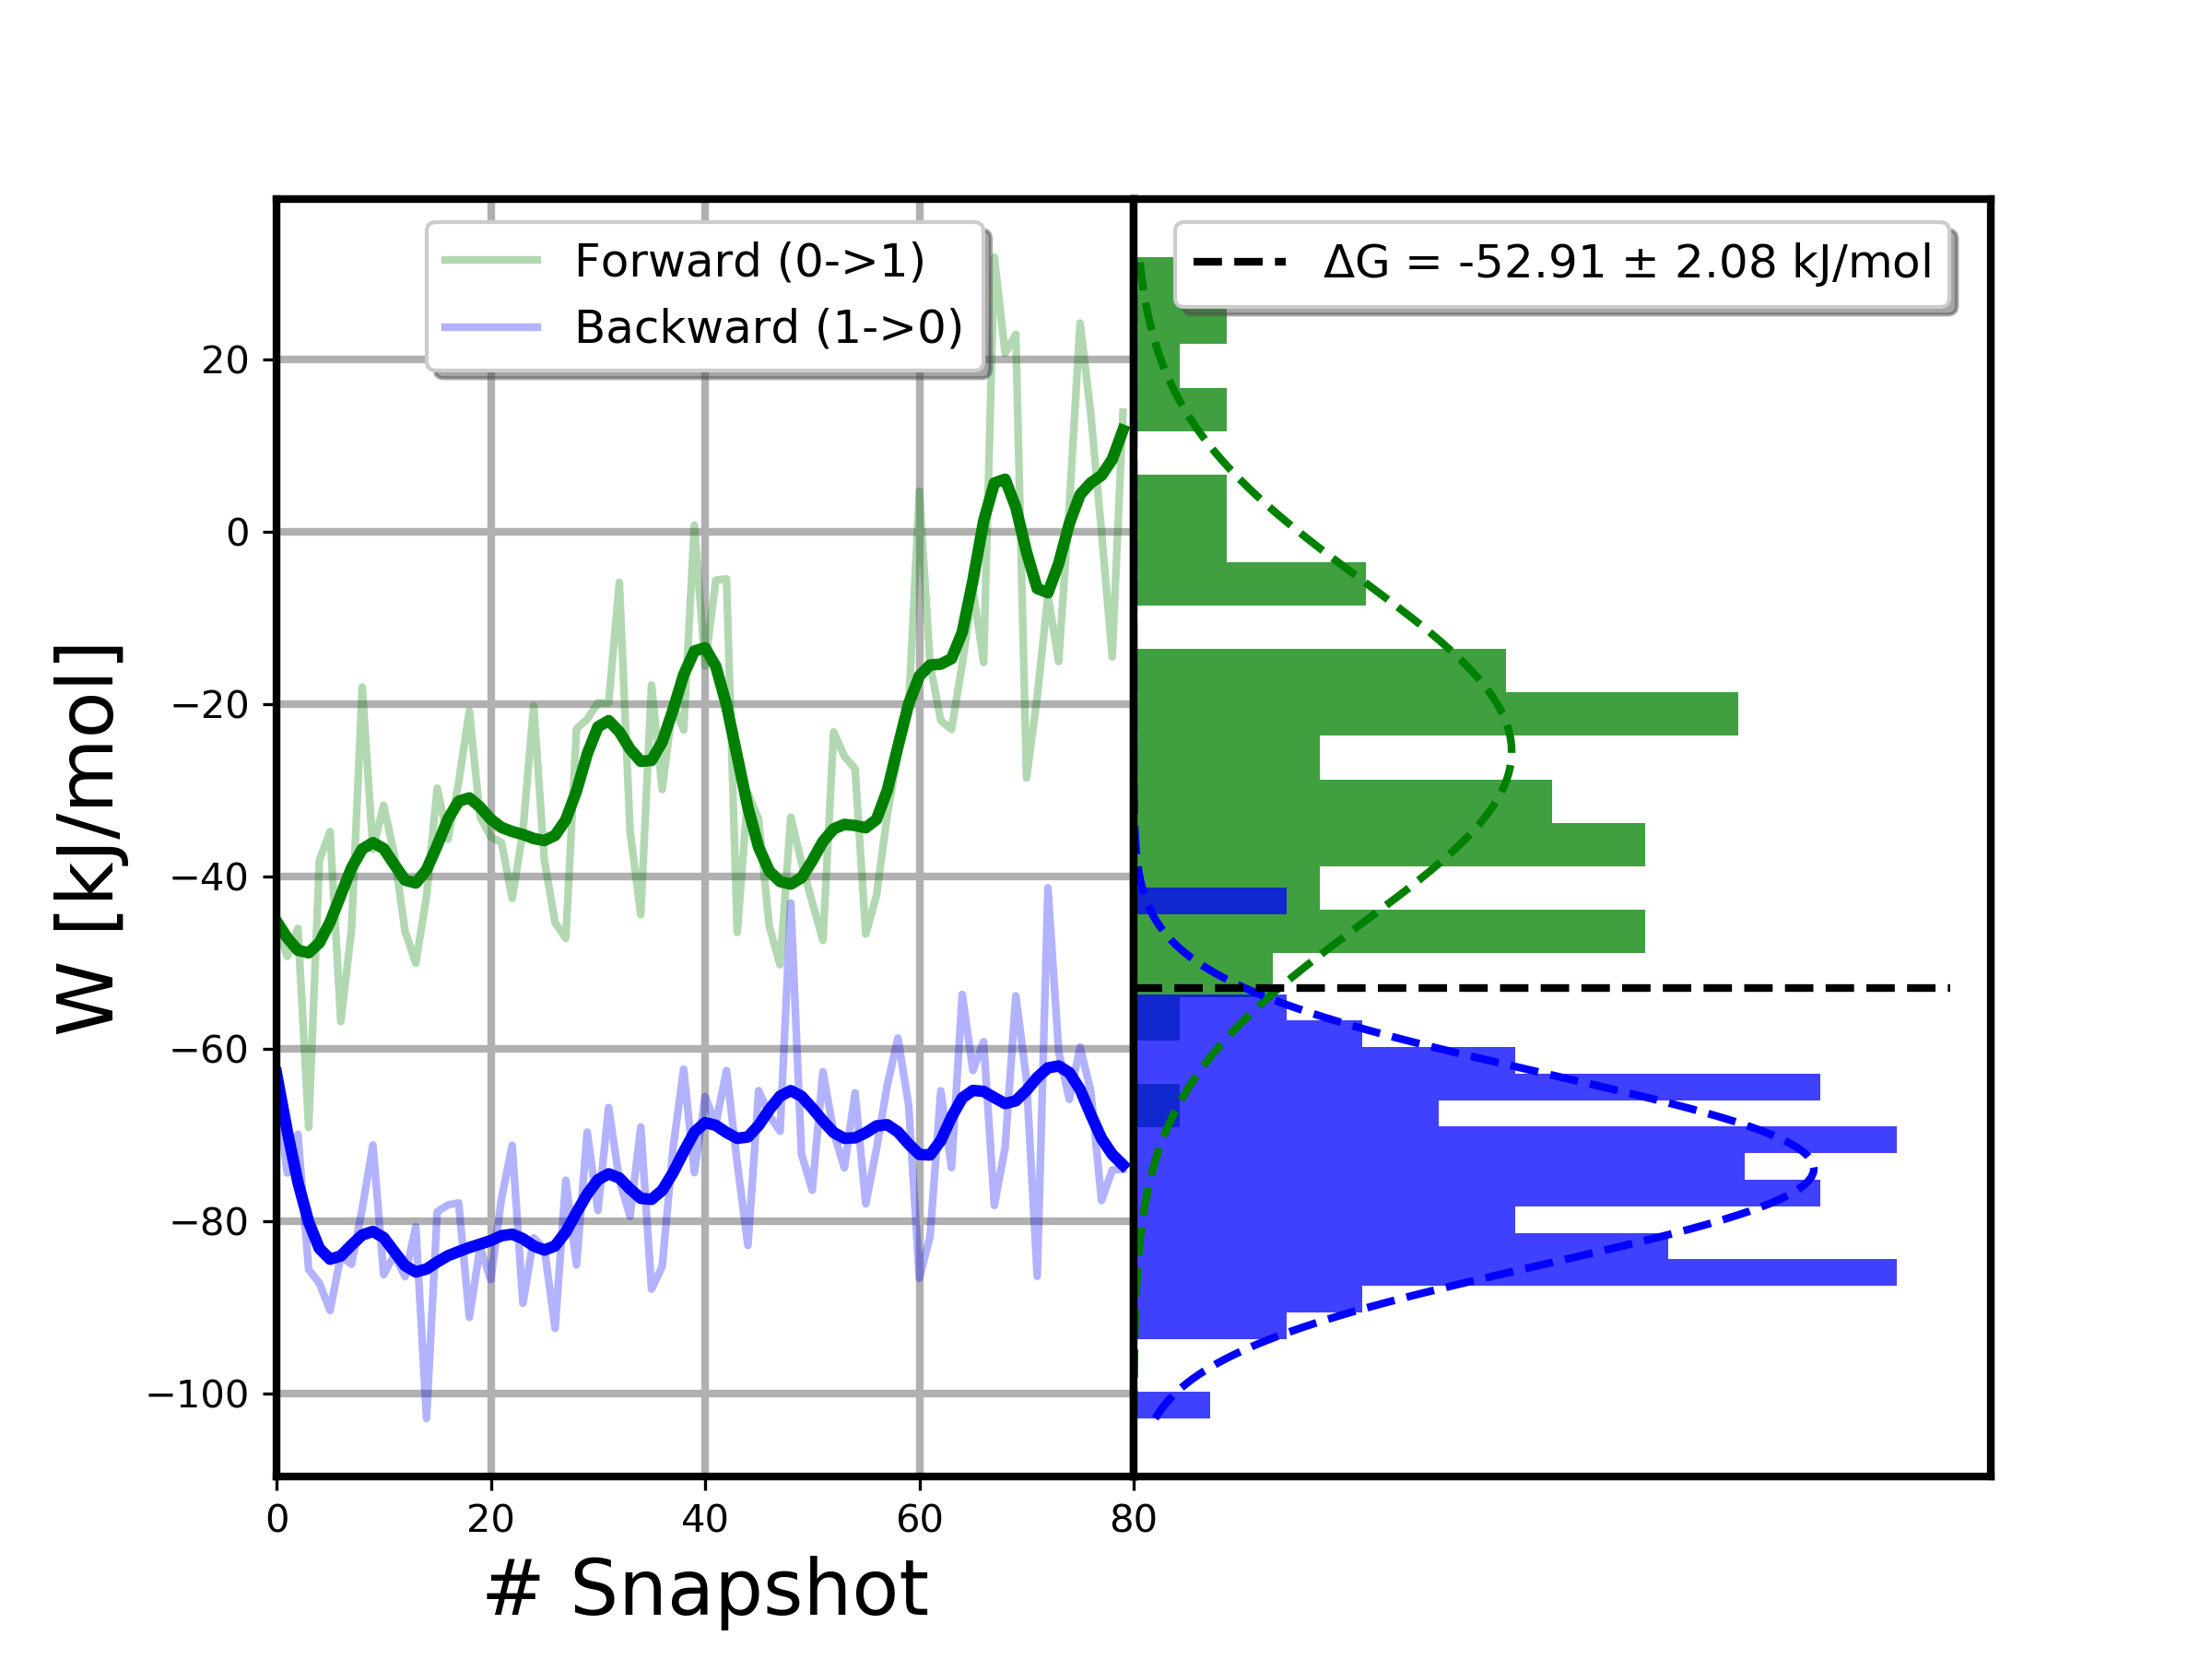 Forward (0->1)
Backward (1->0)
ΔG = -52.91 ± 2.08 kJ/mol
W [kJ/mol]
20
0
−20
−40
−60
−80
−100
0 20 40 60 80
# Snapshot